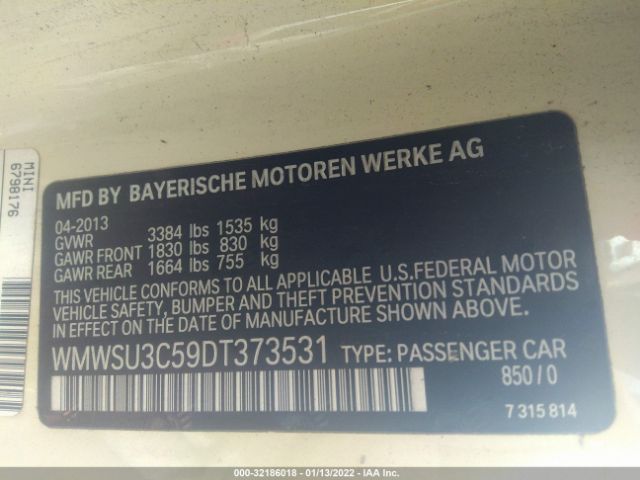 MINI
6798176
MFD BY BAYERISCHE MOTOREN WERKE AG
04-2013
GVWR 3384 lbs 1535 kg
GAWR FRONT 1830 lbs 830 kg
GAWR REAR 1664 lbs 755 kg
THIS VEHICLE CONFORMS TO ALL APPLICABLE U.S.FEDERAL MOTOR
VEHICLE SAFETY, BUMPER AND THEFT PREVENTION STANDARDS
IN EFFECT ON THE DATE OF MANUFACTURE SHOWN ABOVE.
WMWSU3C59DT373531 TYPE: PASSENGER CAR
850/0
7 315 814
000-32186018 - 01/13/2022 - IAA Inc.